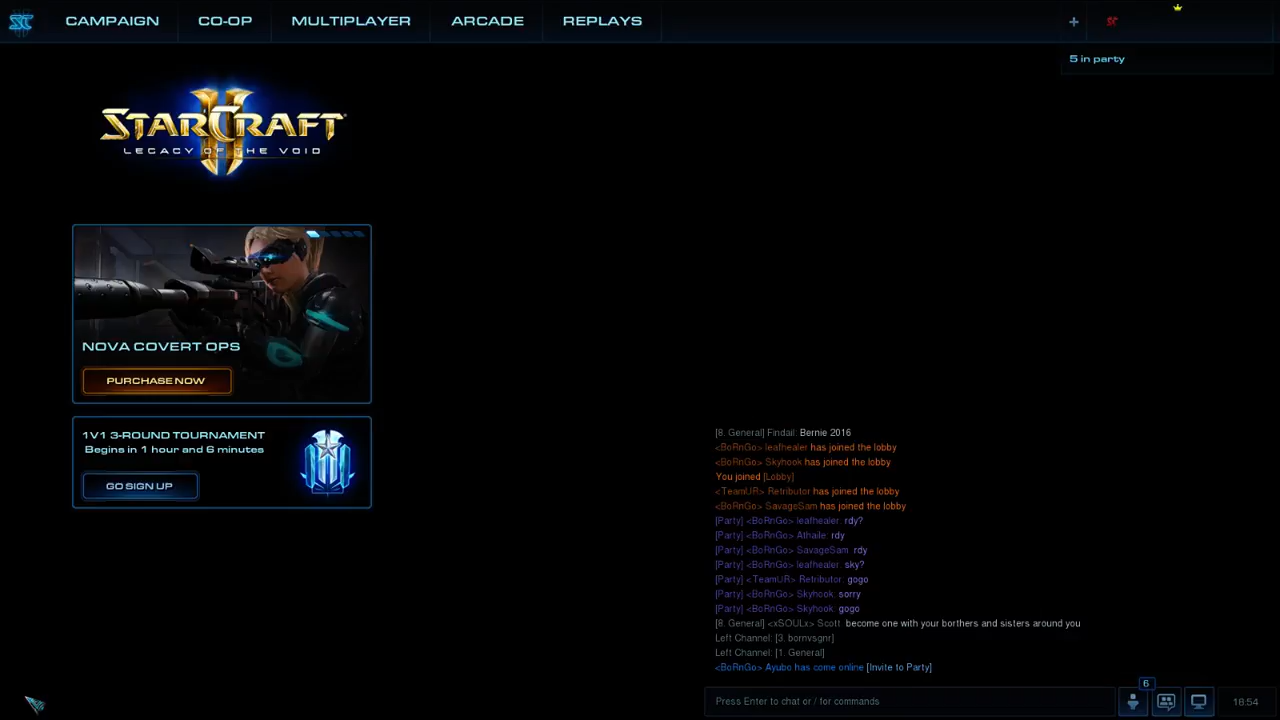 CAMPAIGN CO-OP MULTIPLAYER ARCADE REPLAYS
5 in party
STARCRAFT
II
LEGACY OF THE VOID
NOVA COVERT OPS
PURCHASE NOW
1V1 3-ROUND TOURNAMENT
Begins in 1 hour and 6 minutes
GO SIGN UP
[8. General] Findail: Bernie 2016
<BoRnGo> leafhealer has joined the lobby
<BoRnGo> Skyhook has joined the lobby
You joined [Lobby]
<TeamUR> Retributor has joined the lobby
<BoRnGo> SavageSam has joined the lobby
[Party] <BoRnGo> leafhealer: rdy?
[Party] <BoRnGo> Athaile: rdy
[Party] <BoRnGo> SavageSam: rdy
[Party] <BoRnGo> leafhealer: sky?
[Party] <TeamUR> Retributor: gogo
[Party] <BoRnGo> Skyhook: sorry
[Party] <BoRnGo> Skyhook: gogo
[8. General] <xSOULx> Scott: become one with your borthers and sisters around you
Left Channel: [3. bornvsgnr]
Left Channel: [1. General]
<BoRnGo> Ayubo has come online [Invite to Party]
Press Enter to chat or / for commands
6
18:54